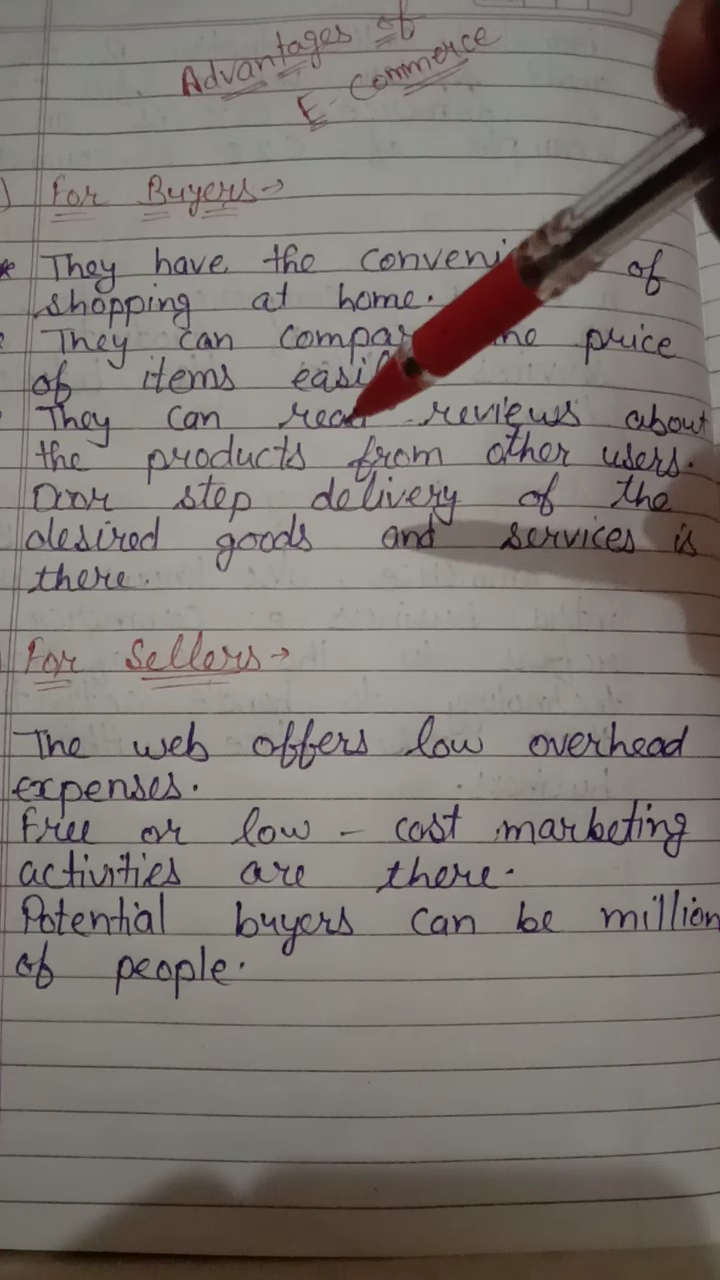 Advantages of
E-Commerce
For Buyers→
They have the conveni of
shopping at home.
They can compar price
of items easi
They can read reviews about
the products from other users.
Door step delivery of the
desired goods and services is
there.
For Sellers→
The web offers low overhead
expenses.
Free or low - cost marketing
activities are there.
Potential buyers can be million
of people.